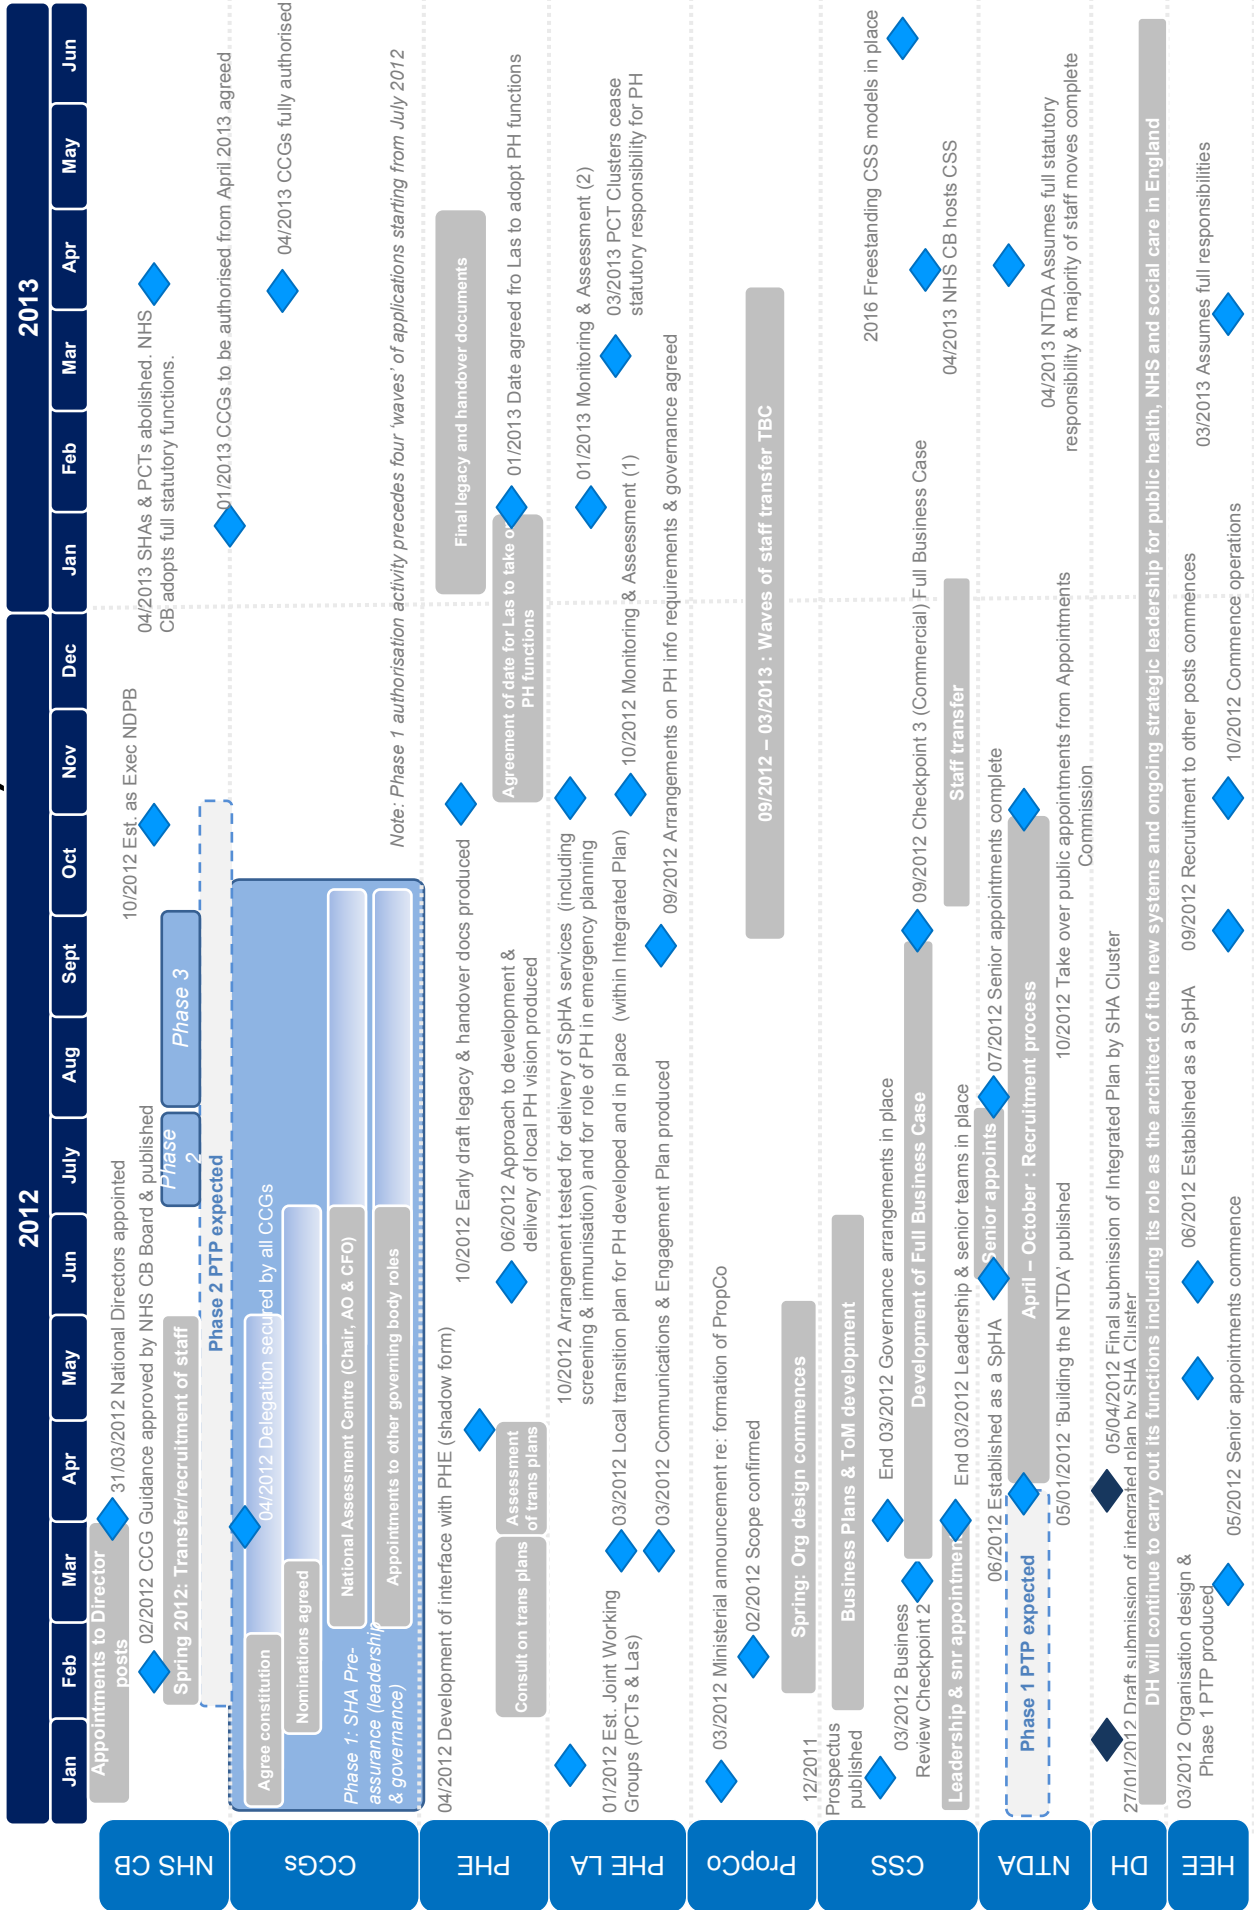 2012
2013
Jan
Feb
Mar
Apr
May
Jun
July
Aug
Sept
Oct
Nov
Dec
Jan
Feb
Mar
Apr
May
Jun
NHS CB
Appointments to Director
posts
31/03/2012 National Directors appointed
02/2012 CCG Guidance approved by NHS CB Board & published
10/2012 Est. as Exec NDPB
04/2013 SHAs & PCTs abolished. NHS
CB adopts full statutory functions.
Spring 2012: Transfer/recruitment of staff
Phase
2
Phase 3
Phase 2 PTP expected
01/2013 CCGs to be authorised from April 2013 agreed
CCGs
Agree constitution
04/2012 Delegation secured by all CCGs
04/2013 CCGs fully authorised
Nominations agreed
National Assessment Centre (Chair, AO & CFO)
Phase 1: SHA Pre-
assurance (leadership
& governance)
Appointments to other governing body roles
Note: Phase 1 authorisation activity precedes four 'waves' of applications starting from July 2012
PHE
04/2012 Development of interface with PHE (shadow form)
10/2012 Early draft legacy & handover docs produced
Final legacy and handover documents
Consult on trans plans
Assessment
of trans plans
06/2012 Approach to development &
delivery of local PH vision produced
Agreement of date for Las to take on
PH functions
01/2013 Date agreed fro Las to adopt PH functions
PHE LA
10/2012 Arrangement tested for delivery of SpHA services (including
screening & immunisation) and for role of PH in emergency planning
01/2013 Monitoring & Assessment (2)
01/2012 Est. Joint Working
Groups (PCTs & Las)
03/2012 Local transition plan for PH developed and in place (within Integrated Plan)
10/2012 Monitoring & Assessment (1)
03/2013 PCT Clusters cease
statutory responsibility for PH
03/2012 Communications & Engagement Plan produced
09/2012 Arrangements on PH info requirements & governance agreed
PropCo
03/2012 Ministerial announcement re: formation of PropCo
02/2012 Scope confirmed
09/2012 – 03/2013 : Waves of staff transfer TBC
Spring: Org design commences
CSS
12/2011
Prospectus
published
Business Plans & ToM development
2016 Freestanding CSS models in place
End 03/2012 Governance arrangements in place
03/2012 Business
Review Checkpoint 2
Development of Full Business Case
09/2012 Checkpoint 3 (Commercial) Full Business Case
04/2013 NHS CB hosts CSS
Leadership & snr appointment
End 03/2012 Leadership & senior teams in place
Staff transfer
NTDA
06/2012 Established as a SpHA
Senior appoints
07/2012 Senior appointments complete
Phase 1 PTP expected
April – October : Recruitment process
04/2013 NTDA Assumes full statutory
responsibility & majority of staff moves complete
05/01/2012 'Building the NTDA' published
10/2012 Take over public appointments from Appointments
Commission
DH
05/04/2012 Final submission of Integrated Plan by SHA Cluster
27/01/2012 Draft submission of integrated plan by SHA Cluster
DH will continue to carry out its functions including its role as the architect of the new systems and ongoing strategic leadership for public health, NHS and social care in England
HEE
03/2012 Organisation design &
Phase 1 PTP produced
06/2012 Established as a SpHA
09/2012 Recruitment to other posts commences
03/2013 Assumes full responsibilities
05/2012 Senior appointments commence
10/2012 Commence operations